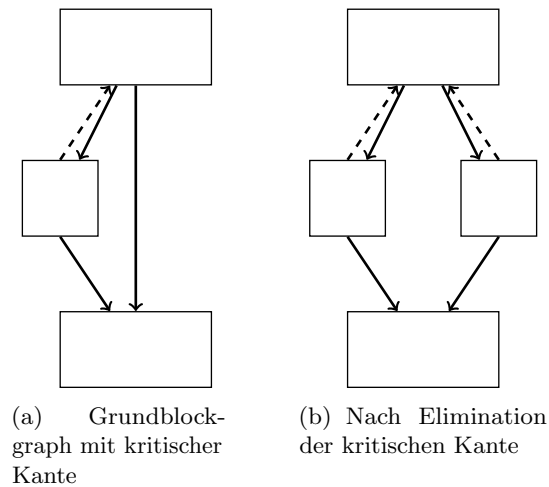 (a) Grundblock-
graph mit kritischer
Kante
(b) Nach Elimination
der kritischen Kante